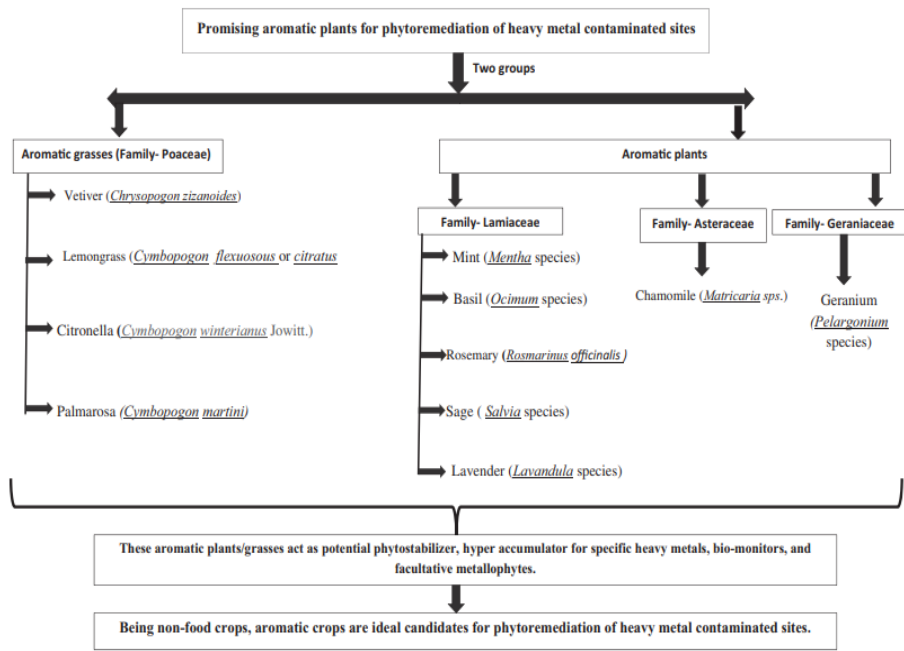 Promising aromatic plants for phytoremediation of heavy metal contaminated sites
Two groups
Aromatic grasses (Family- Poaceae)
Vetiver (Chrysopogon zizanoides)
Lemongrass (Cymbopogon flexuosous or citratus
Citronella (Cymbopogon winterianus Jowitt.)
Palmarosa (Cymbopogon martini)
Aromatic plants
Family- Lamiaceae
Mint (Mentha species)
Basil (Ocimum species)
Rosemary (Rosmarinus officinalis )
Sage ( Salvia species)
Lavender (Lavandula species)
Family- Asteraceae
Chamomile (Matricaria sps.)
Family- Geraniaceae
Geranium
(Pelargonium
species)
These aromatic plants/grasses act as potential phytostabilizer, hyper accumulator for specific heavy metals, bio-monitors, and
facultative metallophytes.
Being non-food crops, aromatic crops are ideal candidates for phytoremediation of heavy metal contaminated sites.